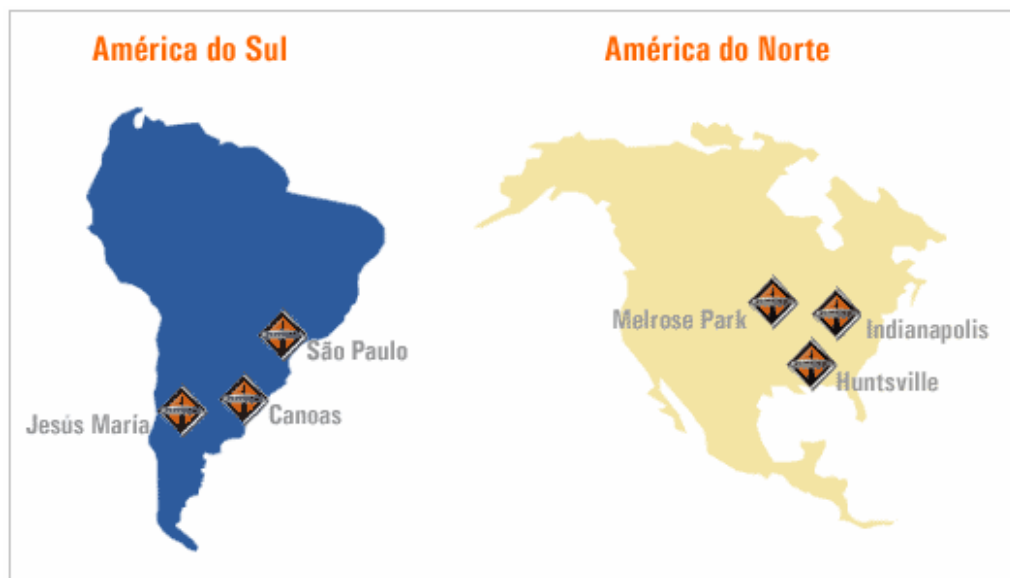 América do Sul
América do Norte
São Paulo
Canoas
Jesús María
Melrose Park
Indianapolis
Huntsville